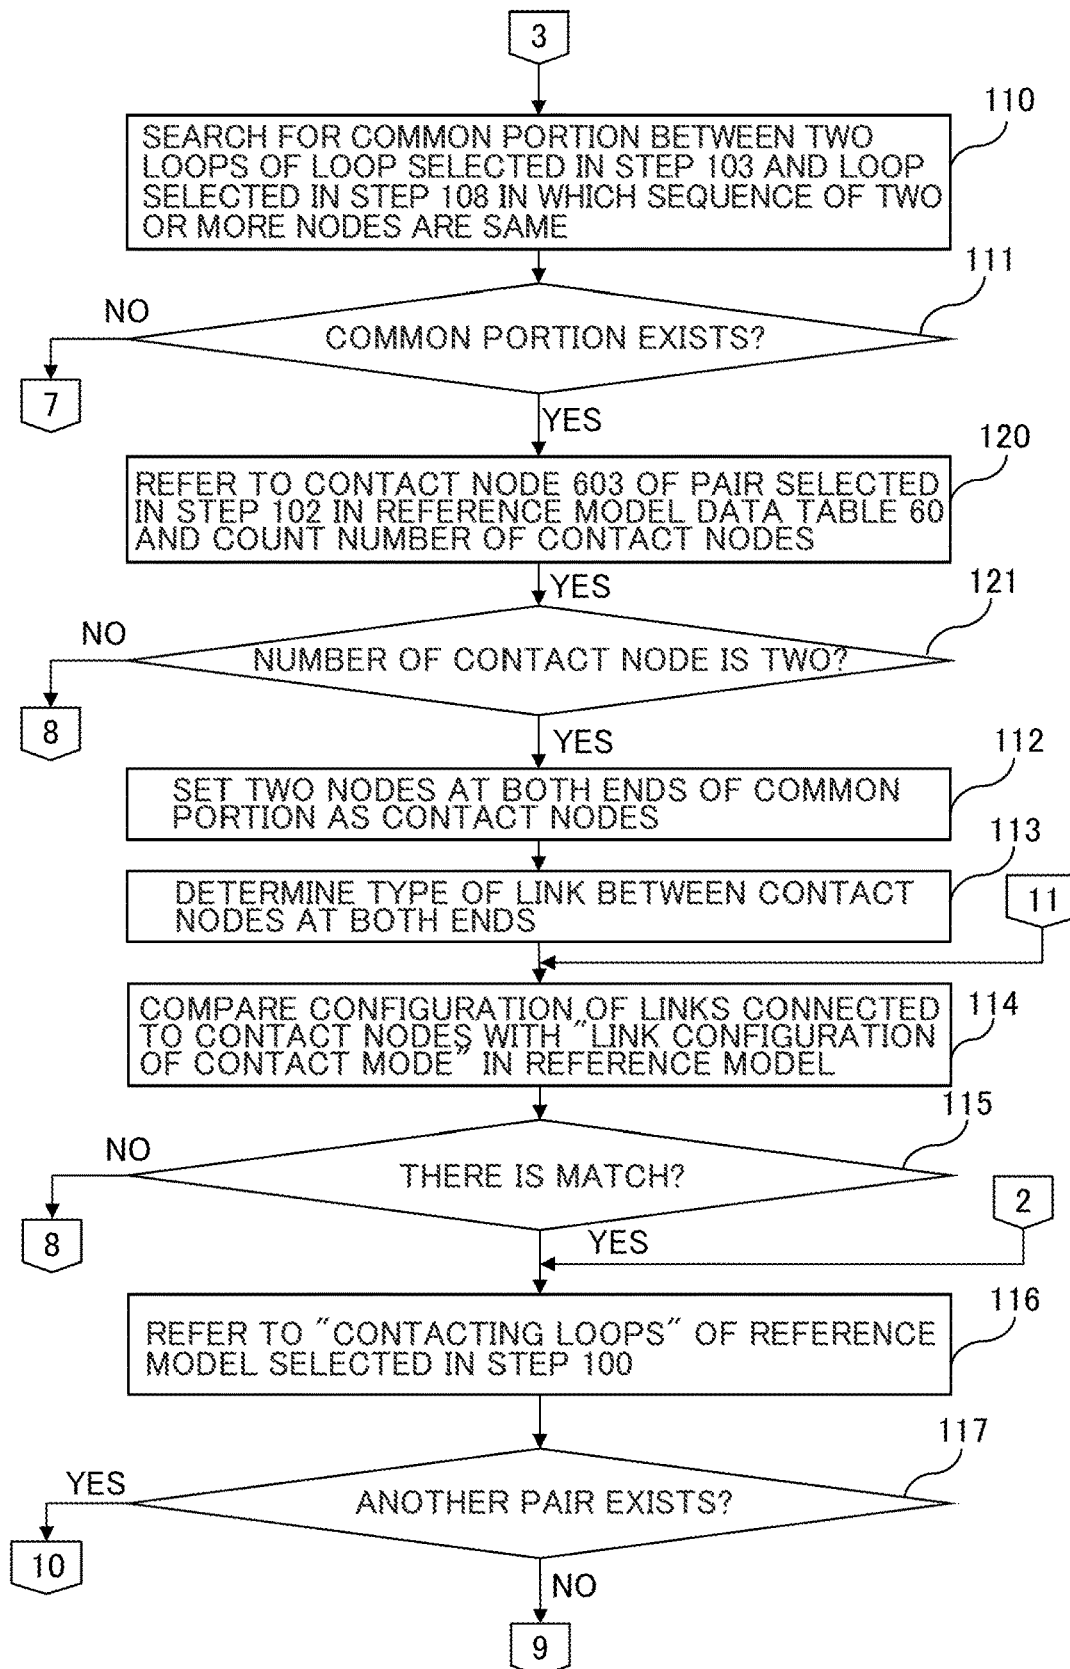 3
110
SEARCH FOR COMMON PORTION BETWEEN TWO
LOOPS OF LOOP SELECTED IN STEP 103 AND LOOP
SELECTED IN STEP 108 IN WHICH SEQUENCE OF TWO
OR MORE NODES ARE SAME
111
NO
COMMON PORTION EXISTS?
7
YES
120
REFER TO CONTACT NODE 603 OF PAIR SELECTED
IN STEP 102 IN REFERENCE MODEL DATA TABLE 60
AND COUNT NUMBER OF CONTACT NODES
YES
121
NO
NUMBER OF CONTACT NODE IS TWO?
8
YES
112
SET TWO NODES AT BOTH ENDS OF COMMON
PORTION AS CONTACT NODES
113
DETERMINE TYPE OF LINK BETWEEN CONTACT
NODES AT BOTH ENDS
11
COMPARE CONFIGURATION OF LINKS CONNECTED
TO CONTACT NODES WITH "LINK CONFIGURATION
OF CONTACT MODE" IN REFERENCE MODEL
114
115
NO
THERE IS MATCH?
8
2
YES
116
REFER TO "CONTACTING LOOPS" OF REFERENCE
MODEL SELECTED IN STEP 100
117
YES
ANOTHER PAIR EXISTS?
10
NO
9